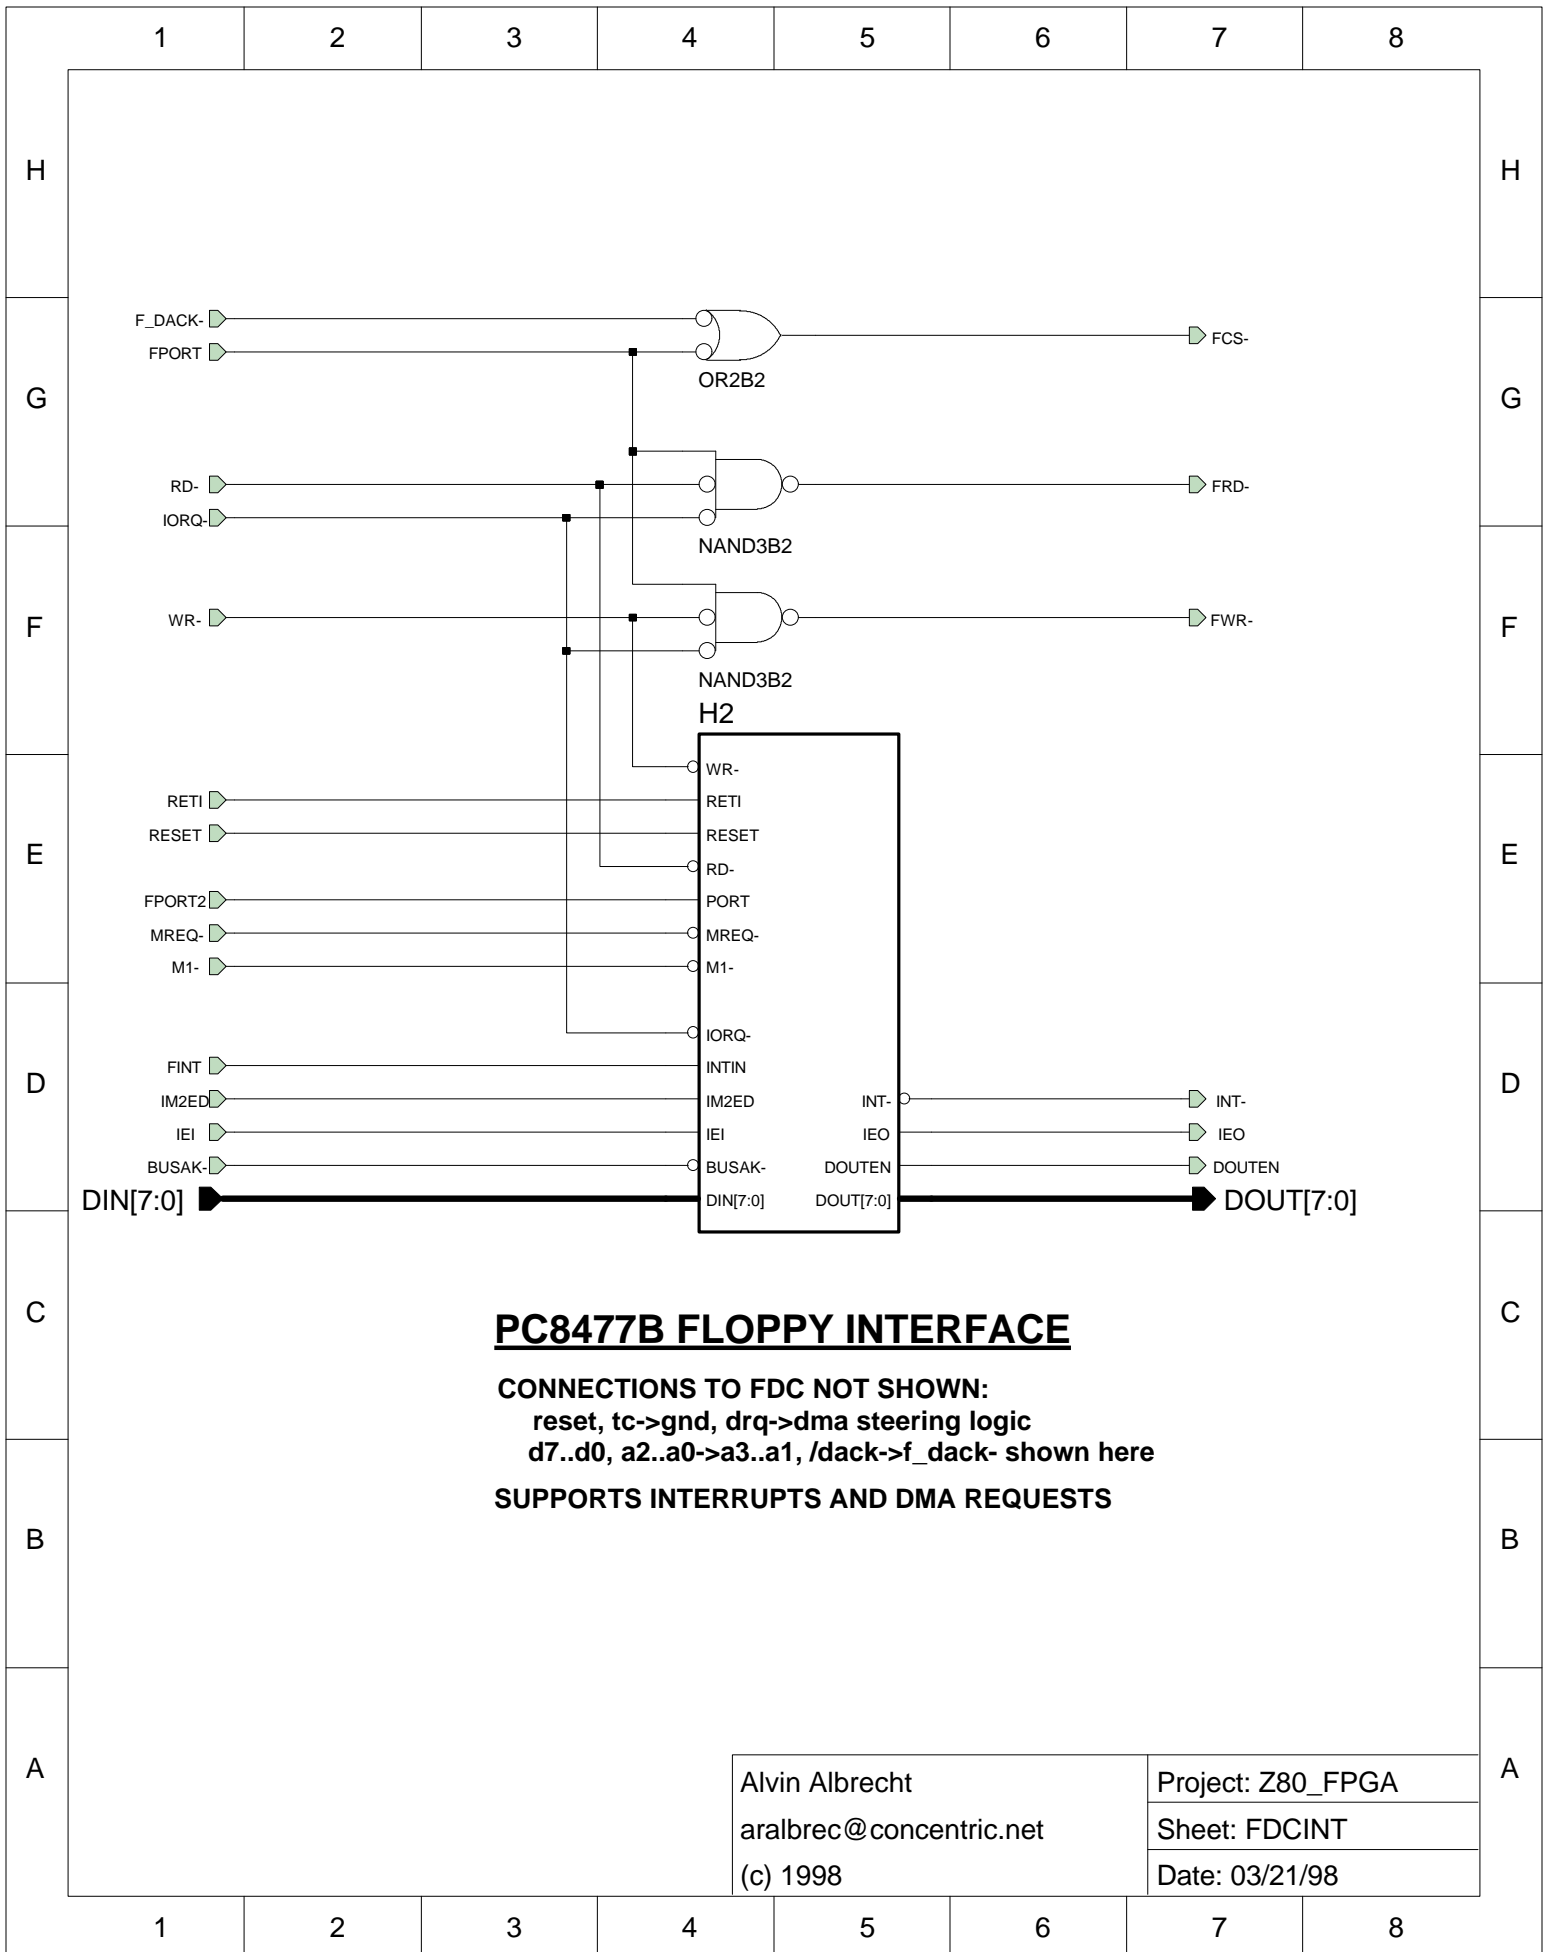 1 2 3 4 5 6 7 8
H H
F_DACK-
FCS-
FPORT
OR2B2
G G
RD-
FRD-
IORQ-
NAND3B2
WR-
FWR-
F F
NAND3B2
H2
WR-
RETI RETI
RESET RESET
E E
RD-
FPORT2 PORT
MREQ- MREQ-
M1- M1-
IORQ-
FINT INTIN
D D
IM2ED IM2ED INT- INT-
IEI IEI IEO IEO
BUSAK- BUSAK- DOUTEN DOUTEN
DIN[7:0] DIN[7:0] DOUT[7:0] DOUT[7:0]
C C
PC8477B FLOPPY INTERFACE
CONNECTIONS TO FDC NOT SHOWN:
reset, tc->gnd, drq->dma steering logic
d7..d0, a2..a0->a3..a1, /dack->f_dack- shown here
SUPPORTS INTERRUPTS AND DMA REQUESTS
B B
A A
Alvin Albrecht Project: Z80_FPGA
aralbrec@concentric.net Sheet: FDCINT
(c) 1998 Date: 03/21/98
1 2 3 4 5 6 7 8